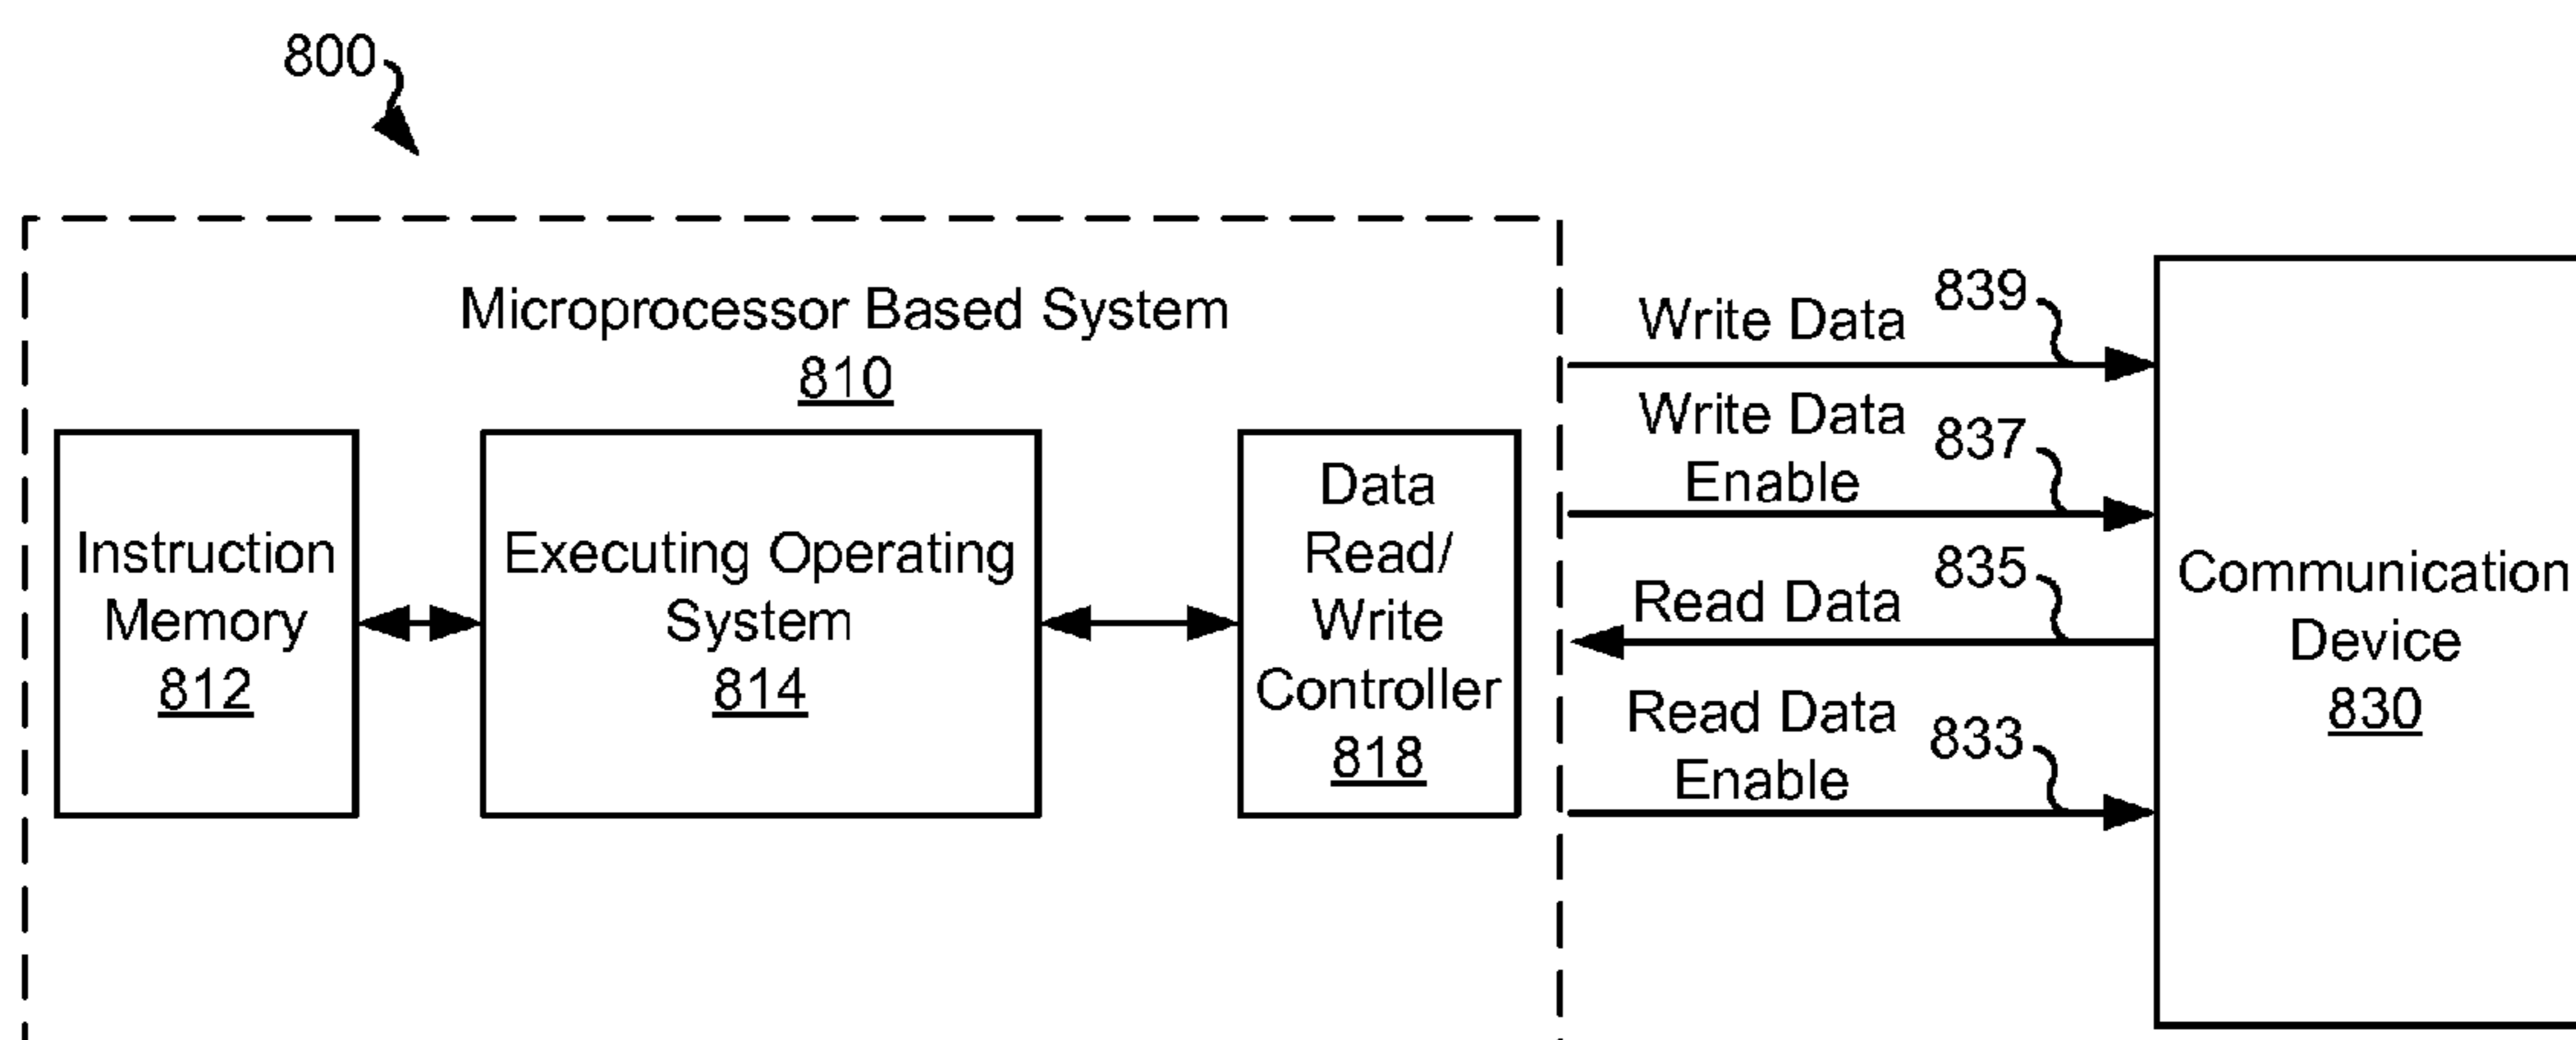 800
Microprocessor Based System
810
Instruction
Memory
812
Executing Operating
System
814
Data
Read/
Write
Controller
818
Write Data
839
Write Data
Enable
837
Read Data
835
Read Data
Enable
833
Communication
Device
830